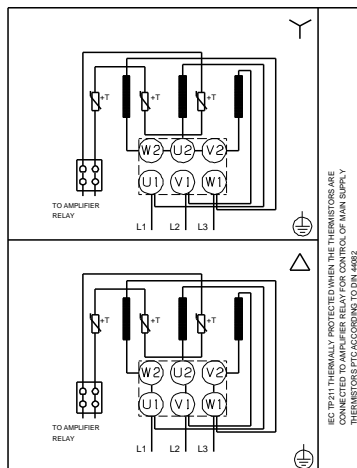 +T
+T
+T
W2 U2 V2
U1 V1 W1
TO AMPLIFIER
RELAY
L1 L2 L3
+T
+T
+T
W2 U2 V2
U1 V1 W1
TO AMPLIFIER
RELAY
L1 L2 L3
IEC TP 211 THERMALLY PROTECTED WHEN THE THERMISTORS ARE
CONNECTED TO AMPLIFIER RELAY FOR CONTROL OF MAIN SUPPLY
THERMISTORS PTC ACCORDING TO DIN 44082